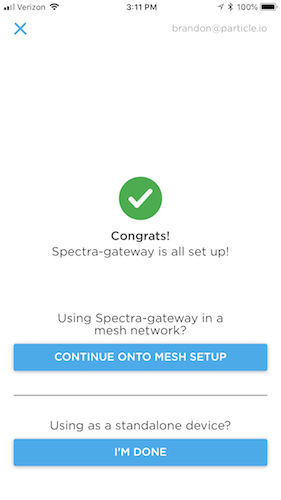 Verizon 3:11 PM 100%
brandon@particle.io
Congrats!
Spectra-gateway is all set up!
Using Spectra-gateway in a
mesh network?
CONTINUE ONTO MESH SETUP
Using as a standalone device?
I'M DONE